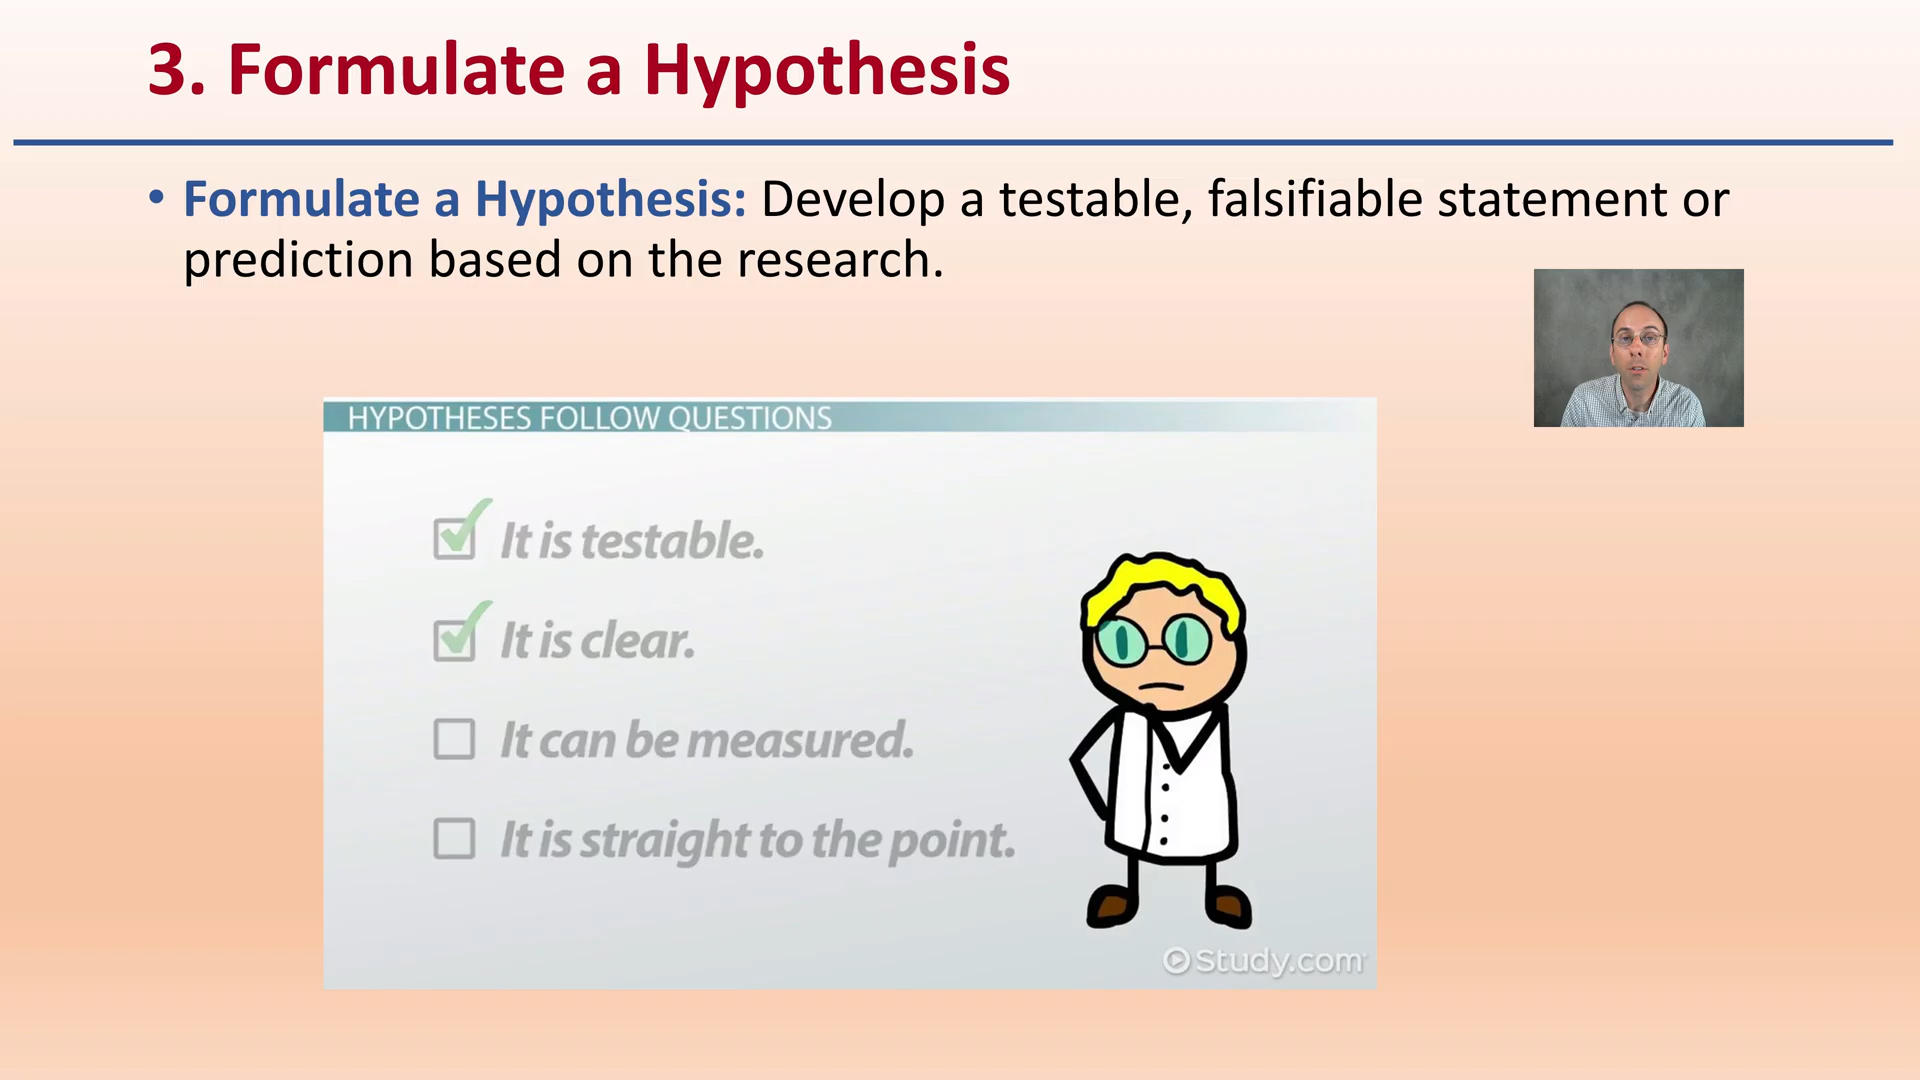 3. Formulate a Hypothesis
• Formulate a Hypothesis: Develop a testable, falsifiable statement or
prediction based on the research.
HYPOTHESES FOLLOW QUESTIONS
It is testable.
It is clear.
It can be measured.
It is straight to the point.
Study.com